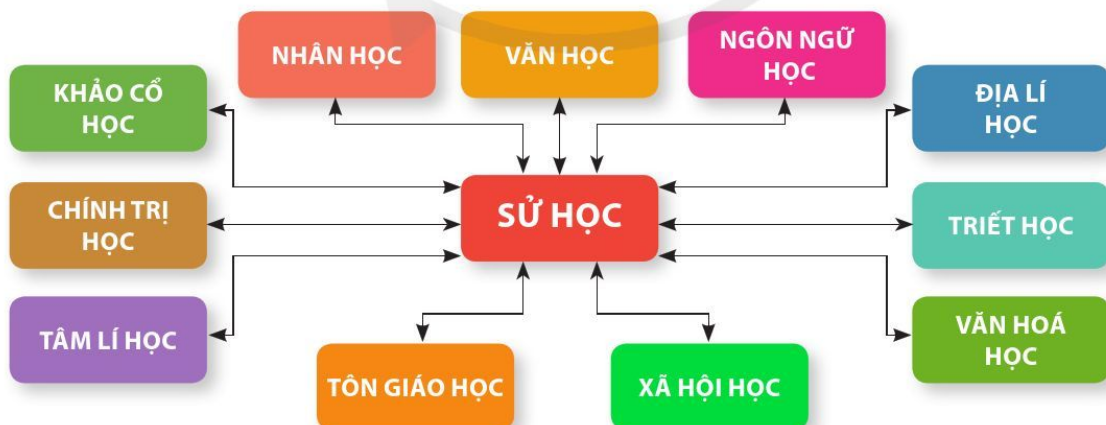 NHÂN HỌC
VĂN HỌC
NGÔN NGỮ
HỌC
KHẢO CỔ
HỌC
ĐỊA LÍ
HỌC
CHÍNH TRỊ
HỌC
SỬ HỌC
TRIẾT HỌC
TÂM LÍ HỌC
VĂN HOÁ
HỌC
TÔN GIÁO HỌC
XÃ HỘI HỌC